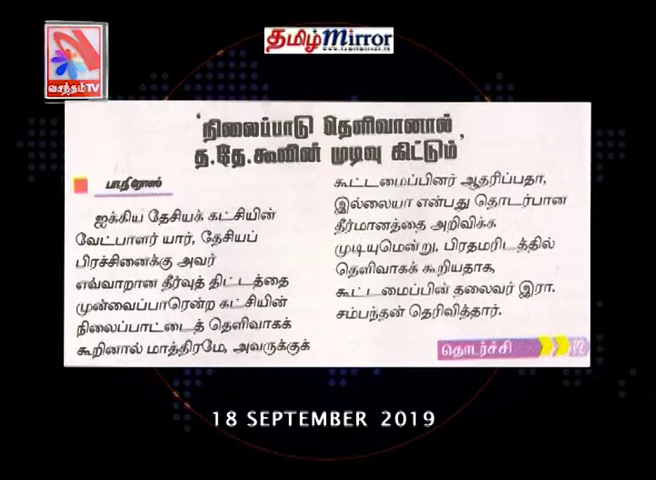 வசந்தம்TV
தமிழ்mirror
'நிலைப்பாடு தெளிவானால்
த.தே.கூவின் முடிவு கிட்டும்'
பா.நிரோஸ்
ஐக்கிய தேசியக் கட்சியின்
வேட்பாளர் யார், தேசியப்
பிரச்சினைக்கு அவர்
எவ்வாறான தீர்வுத் திட்டத்தை
முன்வைப்பாரென்ற கட்சியின்
நிலைப்பாட்டைத் தெளிவாகக்
கூறினால் மாத்திரமே, அவருக்குக்
கூட்டமைப்பினர் ஆதரிப்பதா,
இல்லையா என்பது தொடர்பான
தீர்மானத்தை அறிவிக்க
முடியுமென்று, பிரதமரிடத்தில்
தெளிவாகக் கூறியதாக,
கூட்டமைப்பின் தலைவர் இரா.
சம்பந்தன் தெரிவித்தார்.
தொடர்ச்சி
18 SEPTEMBER 2019